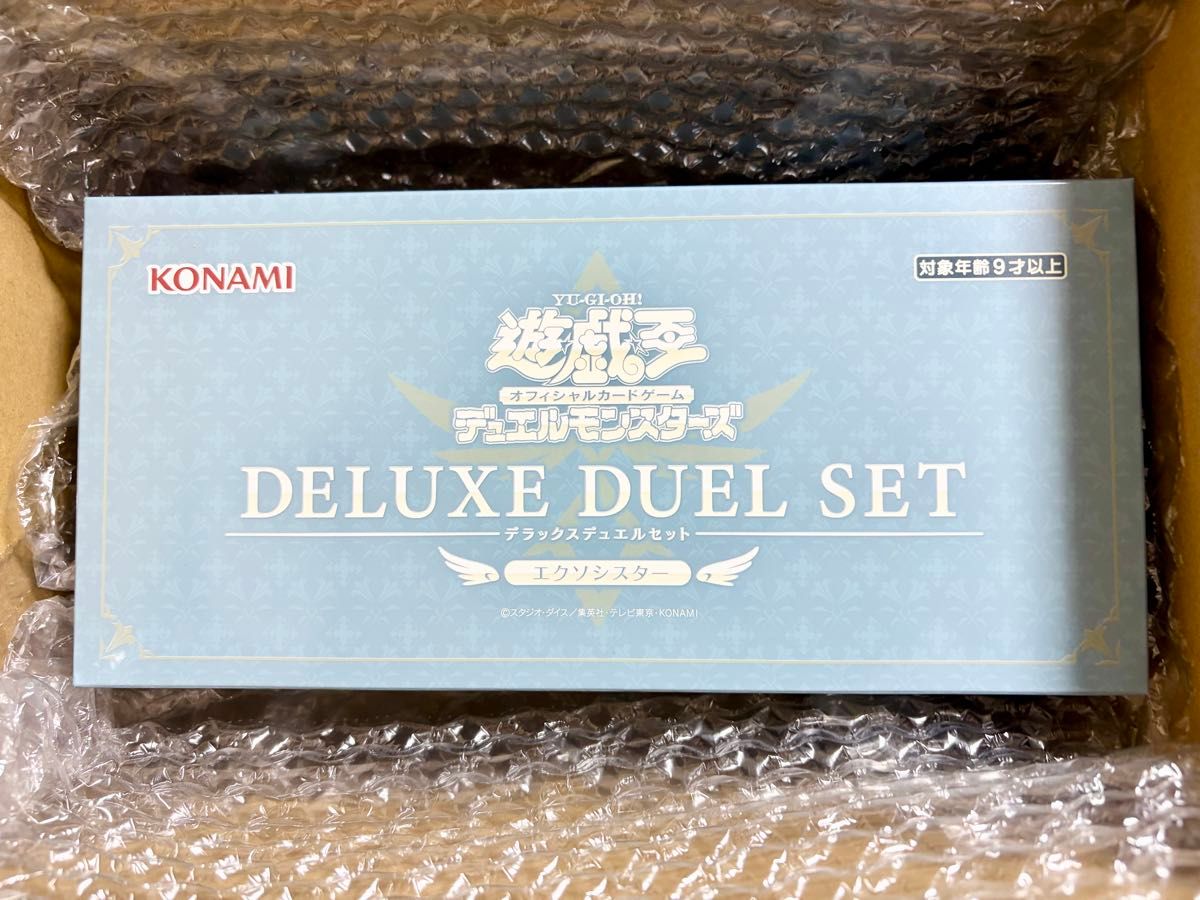 KONAMI
対象年齢9才以上
YU-GI-OH!
遊☆戯☆王
オフィシャルカードゲーム
デュエルモンスターズ
DELUXE DUEL SET
デラックスデュエルセット
エクソシスター
©スタジオ・ダイス／集英社・テレビ東京・KONAMI